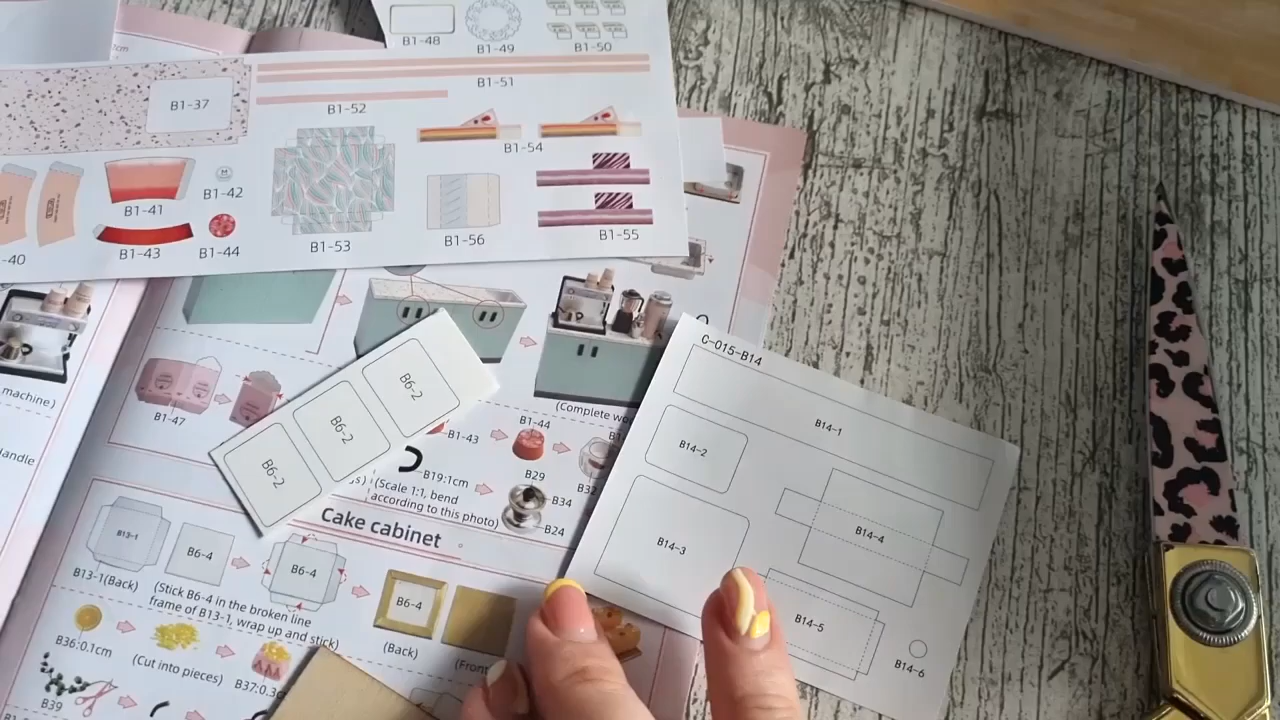 B1-48
B1-49
B1-50
B1-51
B1-37
B1-52
B1-54
B1-42
B1-41
B1-53
B1-56
B1-55
B1-43
B1-44
-40
C-015-B14
B14-1
B14-2
B14-3
B14-4
B14-5
B14-6
B6-2
B6-2
B6-2
machine)
(Complete wo
B1-47
B1-43
B1-44
B19:1cm
(Scale 1:1, bend
according to this photo)
B29
B32
B34
B24
Cake cabinet
B13-1
B6-4
B6-4
B6-4
B13-1(Back)
(Stick B6-4 in the broken line
frame of B13-1, wrap up and stick)
(Back)
(Front
B36:0.1cm
(Cut into pieces)
B37:0.3c
B39